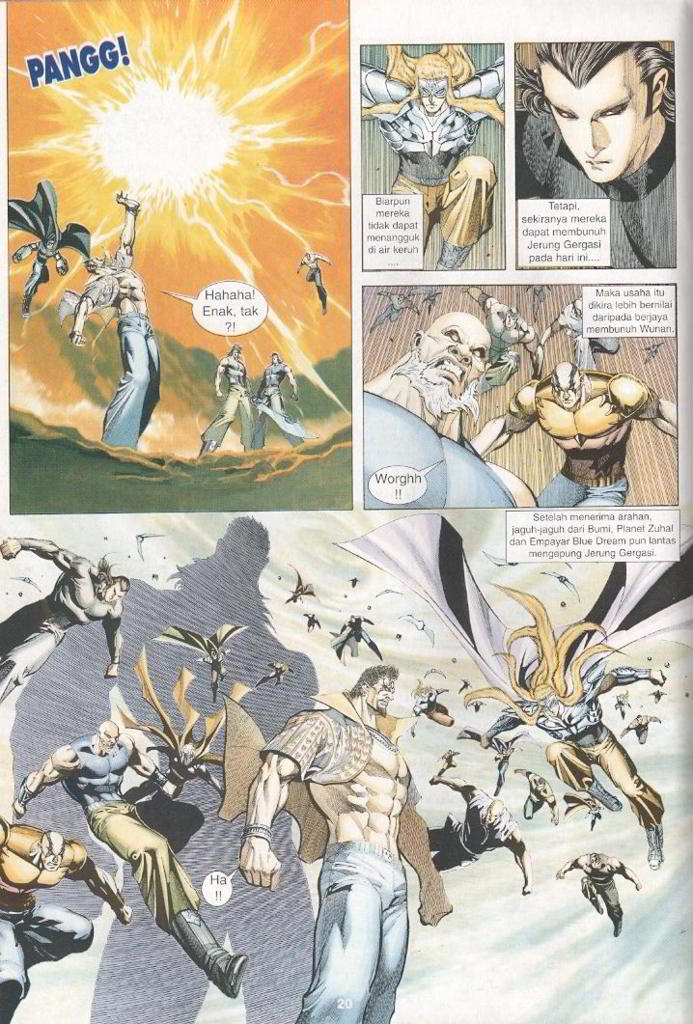 PANGG!
Hahaha!
Enak, tak
?!
Biarpun
mereka
tidak dapat
menangguk
di air keruh
Tetapi,
sekiranya mereka
dapat membunuh
Jerung Gergasi
pada hari ini....
Maka usaha itu
dikira lebih bernilai
daripada berjaya
membunuh Wunan.
Worghh
!!
Setelah menerima arahan,
jaguh-jaguh dari Bumi, Planet Zuhal
dan Empayar Blue Dream pun lantas
mengepung Jerung Gergasi.
Ha
!!
20